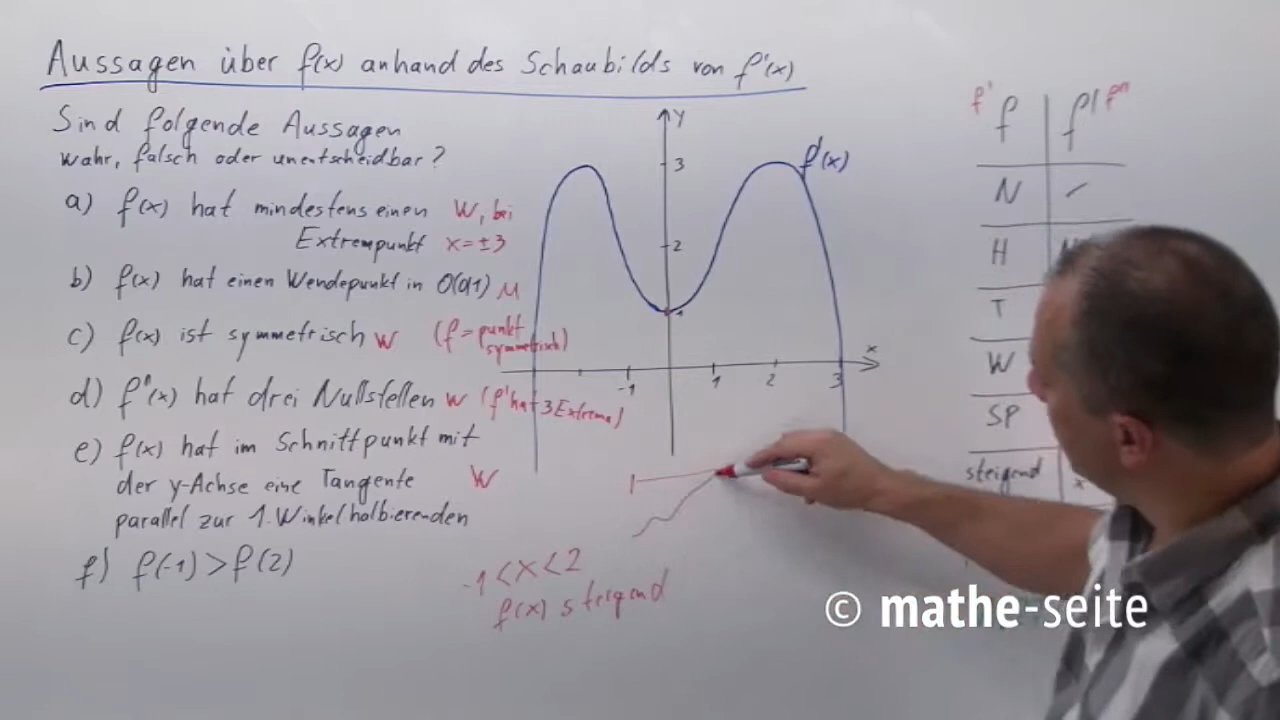 Aussagen über f(x) anhand des Schaubilds von f'(x)
Sind folgende Aussagen
wahr, falsch oder unentscheidbar?
a) f(x) hat mindestens einen W, bei
Extrempunkt x=±3
b) f(x) hat einen Wendepunkt in O(0|1) M
c) f(x) ist symmetrisch W (f = punkt
symmetrisch)
d) f''(x) hat drei Nullstellen W (f' hat 3 Extrema)
e) f(x) hat im Schnittpunkt mit
der y-Achse eine Tangente W
parallel zur 1. Winkelhalbierenden
f) f(-1) > f(2)
-1 < x < 2
f(x) steigend
y
3
f'(x)
2
1
x
-1 1 2 3
f' f f' f''
N
H
T
W
SP
steigend
© mathe-seite